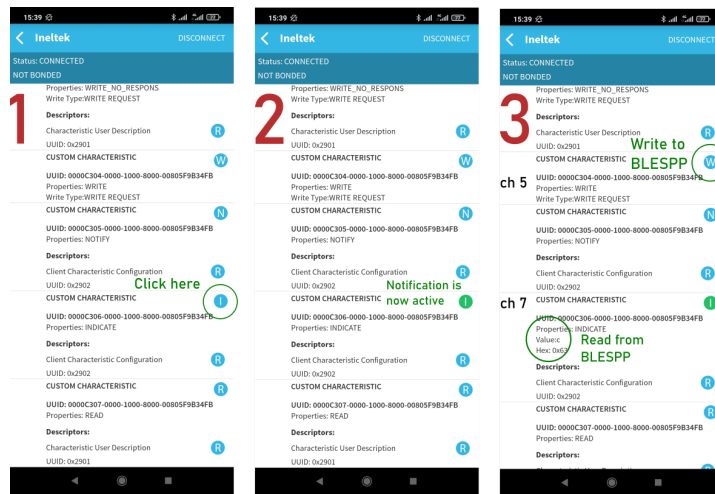 15:39
77
Ineltek
DISCONNECT
Status: CONNECTED
NOT BONDED
1
Properties: WRITE_NO_RESPONS
Write Type:WRITE REQUEST
Descriptors:
Characteristic User Description
R
UUID: 0x2901
CUSTOM CHARACTERISTIC
W
UUID: 0000C304-0000-1000-8000-00805F9B34FB
Properties: WRITE
Write Type:WRITE REQUEST
CUSTOM CHARACTERISTIC
N
UUID: 0000C305-0000-1000-8000-00805F9B34FB
Properties: NOTIFY
Descriptors:
Client Characteristic Configuration
R
UUID: 0x2902
Click here
CUSTOM CHARACTERISTIC
I
UUID: 0000C306-0000-1000-8000-00805F9B34FB
Properties: INDICATE
Descriptors:
Client Characteristic Configuration
R
UUID: 0x2902
CUSTOM CHARACTERISTIC
R
UUID: 0000C307-0000-1000-8000-00805F9B34FB
Properties: READ
Descriptors:
Characteristic User Description
R
UUID: 0x2901
15:39
77
Ineltek
DISCONNECT
Status: CONNECTED
NOT BONDED
2
Properties: WRITE_NO_RESPONS
Write Type:WRITE REQUEST
Descriptors:
Characteristic User Description
R
UUID: 0x2901
CUSTOM CHARACTERISTIC
W
UUID: 0000C304-0000-1000-8000-00805F9B34FB
Properties: WRITE
Write Type:WRITE REQUEST
CUSTOM CHARACTERISTIC
N
UUID: 0000C305-0000-1000-8000-00805F9B34FB
Properties: NOTIFY
Descriptors:
Client Characteristic Configuration
R
UUID: 0x2902
Notification is
now active
CUSTOM CHARACTERISTIC
I
UUID: 0000C306-0000-1000-8000-00805F9B34FB
Properties: INDICATE
Descriptors:
Client Characteristic Configuration
R
UUID: 0x2902
CUSTOM CHARACTERISTIC
R
UUID: 0000C307-0000-1000-8000-00805F9B34FB
Properties: READ
Descriptors:
Characteristic User Description
R
UUID: 0x2901
15:39
77
Ineltek
DISCONNECT
Status: CONNECTED
NOT BONDED
3
Properties: WRITE_NO_RESPONS
Write Type:WRITE REQUEST
Descriptors:
Characteristic User Description
R
UUID: 0x2901
Write to
BLESPP
CUSTOM CHARACTERISTIC
W
ch 5
UUID: 0000C304-0000-1000-8000-00805F9B34FB
Properties: WRITE
Write Type:WRITE REQUEST
CUSTOM CHARACTERISTIC
N
UUID: 0000C305-0000-1000-8000-00805F9B34FB
Properties: NOTIFY
Descriptors:
Client Characteristic Configuration
R
UUID: 0x2902
ch 7
CUSTOM CHARACTERISTIC
I
UUID: 0000C306-0000-1000-8000-00805F9B34FB
Properties: INDICATE
Value:c
Hex: 0x63
Read from
BLESPP
Descriptors:
Client Characteristic Configuration
R
UUID: 0x2902
CUSTOM CHARACTERISTIC
R
UUID: 0000C307-0000-1000-8000-00805F9B34FB
Properties: READ
Descriptors: